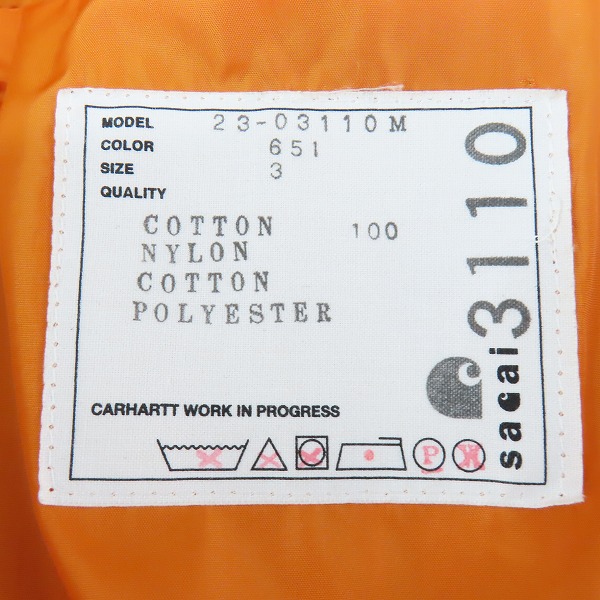 MODEL 23-03110M
COLOR 651
SIZE 3
QUALITY
COTTON 100
NYLON
COTTON
POLYESTER
CARHARTT WORK IN PROGRESS
P W
sacai
3110